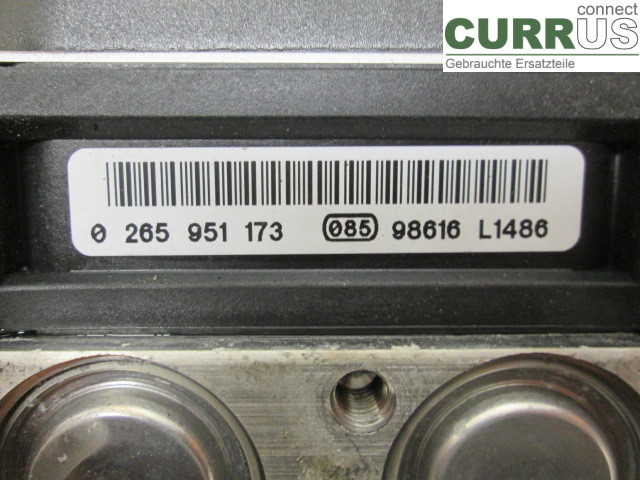 connect
CURRUS
Gebrauchte Ersatzteile
0 265 951 173 085 98616 L1486